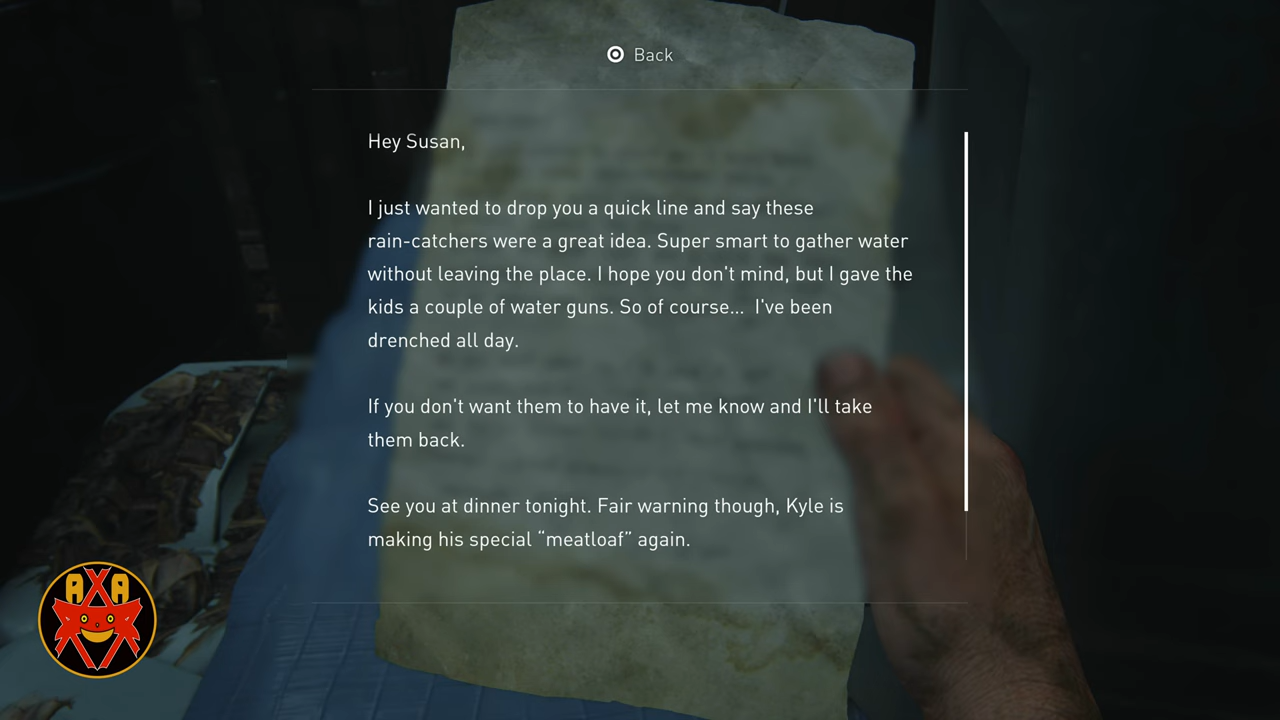 Back
Hey Susan,
I just wanted to drop you a quick line and say these
rain-catchers were a great idea. Super smart to gather water
without leaving the place. I hope you don't mind, but I gave the
kids a couple of water guns. So of course... I've been
drenched all day.
If you don't want them to have it, let me know and I'll take
them back.
See you at dinner tonight. Fair warning though, Kyle is
making his special “meatloaf” again.
AXA